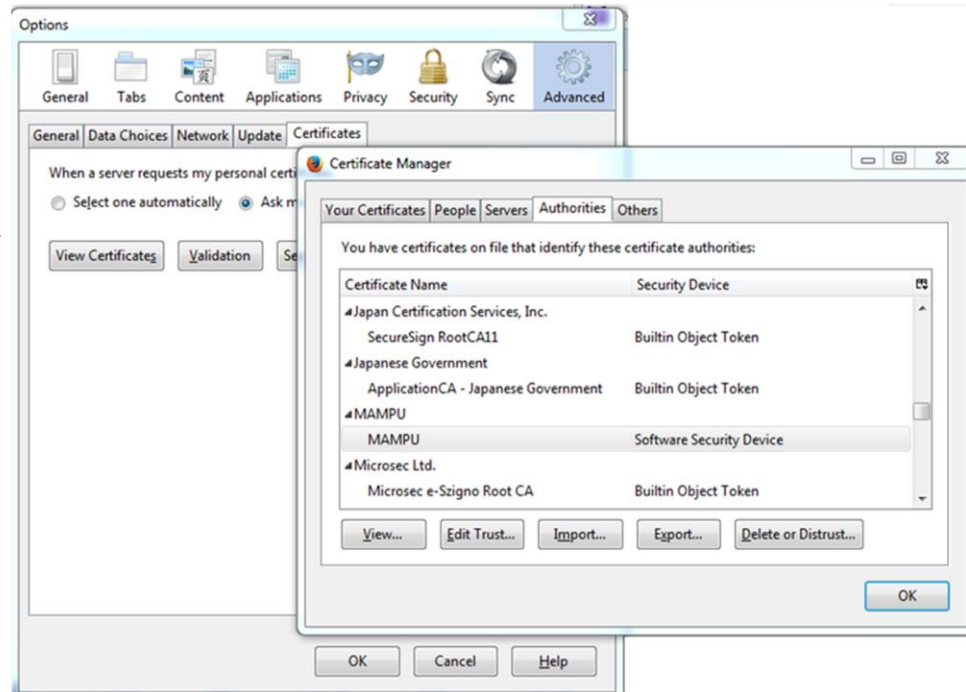 Options
General Tabs Content Applications Privacy Security Sync Advanced
General Data Choices Network Update Certificates
When a server requests my personal certi
Select one automatically Ask m
View Certificates Validation Se
Certificate Manager
Your Certificates People Servers Authorities Others
You have certificates on file that identify these certificate authorities:
Certificate Name Security Device
Japan Certification Services, Inc.
SecureSign RootCA11 Builtin Object Token
Japanese Government
ApplicationCA - Japanese Government Builtin Object Token
MAMPU
MAMPU Software Security Device
Microsec Ltd.
Microsec e-Szigno Root CA Builtin Object Token
View... Edit Trust... Import... Export... Delete or Distrust...
OK
OK Cancel Help